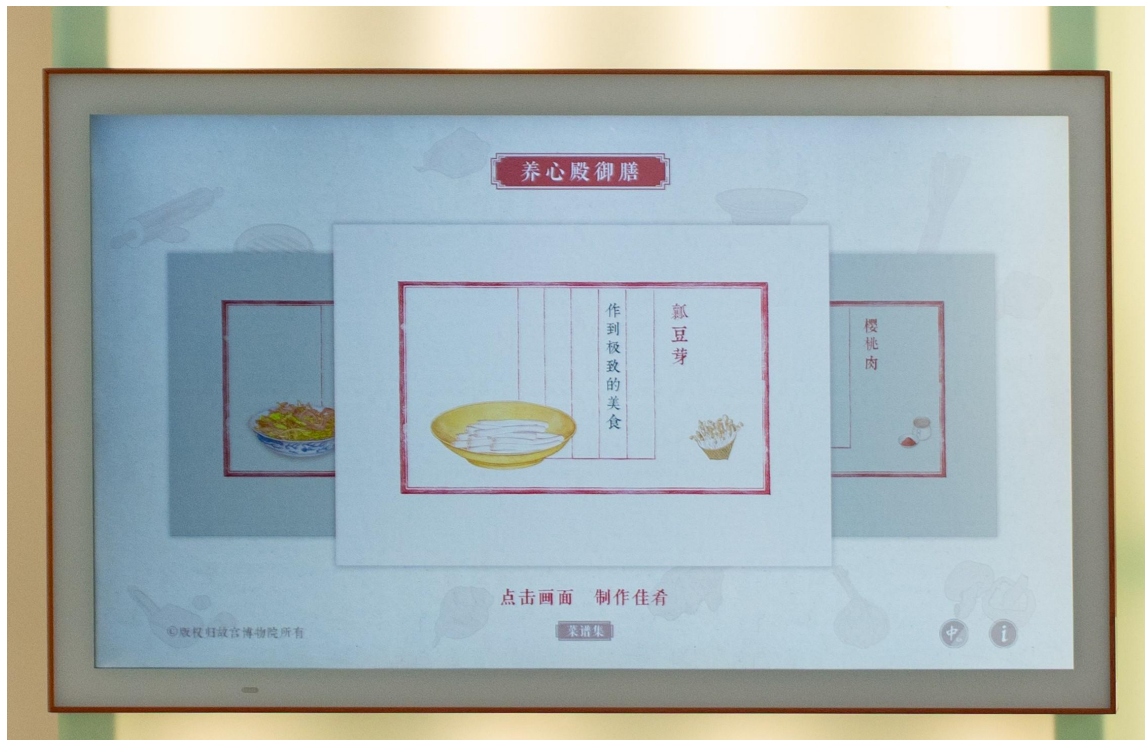 养心殿御膳
瓤豆芽
作到极致的美食
樱桃肉
点击画面 制作佳肴
菜谱集
©版权归故宫博物院所有
中
i